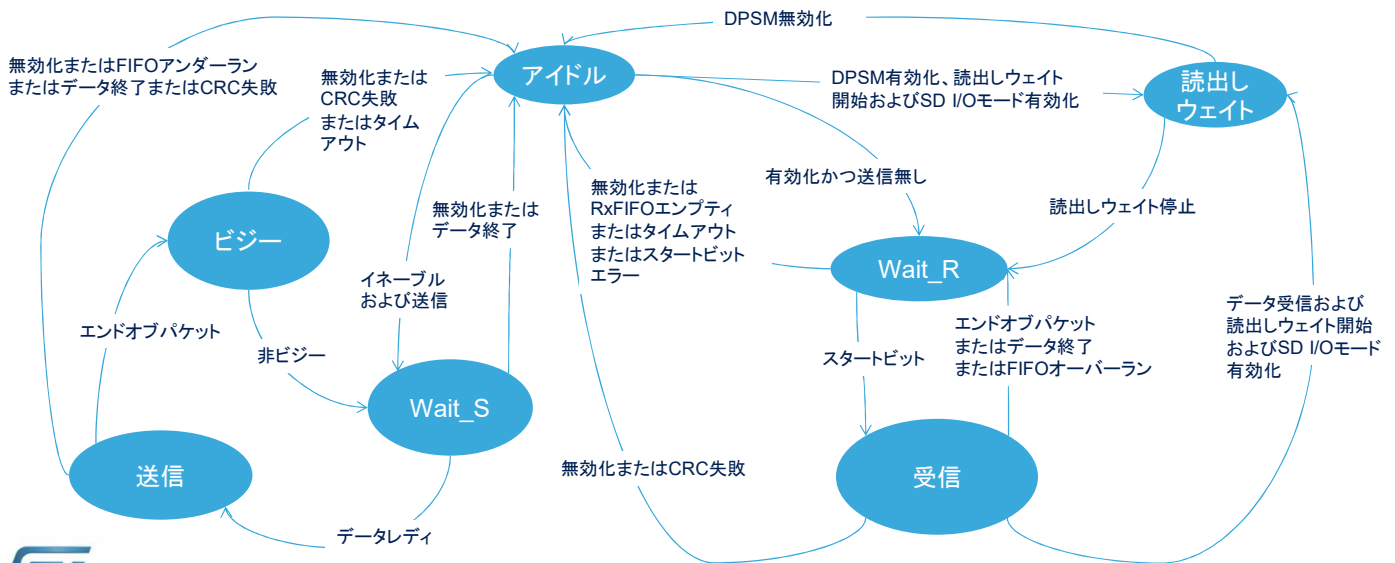 DPSM無効化
無効化またはFIFOアンダーラン
またはデータ終了またはCRC失敗
無効化または
CRC失敗
またはタイム
アウト
アイドル
DPSM有効化、読出しウェイト
開始およびSD I/Oモード有効化
読出し
ウェイト
ビジー
無効化または
データ終了
無効化または
RxFIFOエンプティ
またはタイムアウト
またはスタートビット
エラー
有効化かつ送信無し
読出しウェイト停止
Wait_R
イネーブル
および送信
エンドオブパケット
非ビジー
Wait_S
スタートビット
エンドオブパケット
またはデータ終了
またはFIFOオーバーラン
データ受信および
読出しウェイト開始
およびSD I/Oモード
有効化
送信
無効化またはCRC失敗
受信
データレディ